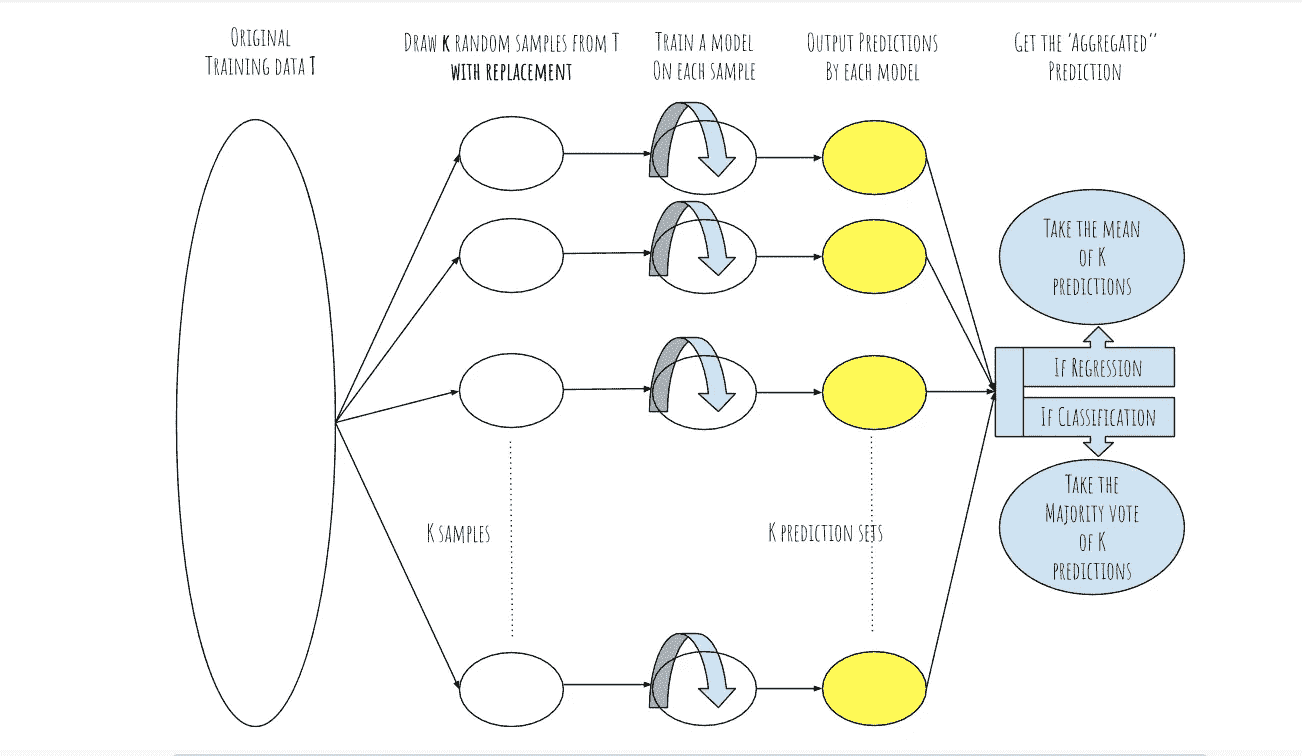 ORIGINAL
TRAINING DATA T
DRAW K RANDOM SAMPLES FROM T
WITH REPLACEMENT
TRAIN A MODEL
ON EACH SAMPLE
OUTPUT PREDICTIONS
BY EACH MODEL
GET THE 'AGGREGATED"
PREDICTION
TAKE THE MEAN
OF K
PREDICTIONS
IF REGRESSION
IF CLASSIFICATION
TAKE THE
MAJORITY VOTE
OF K
PREDICTIONS
K SAMPLES
K PREDICTION SETS